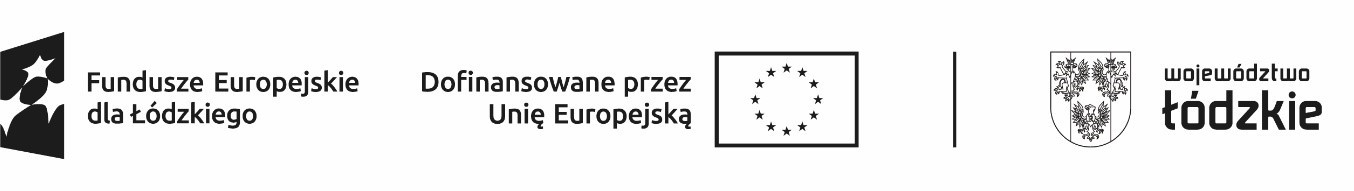 Fundusze Europejskie
dla Łódzkiego
Dofinansowane przez
Unię Europejską
województwo
łódzkie